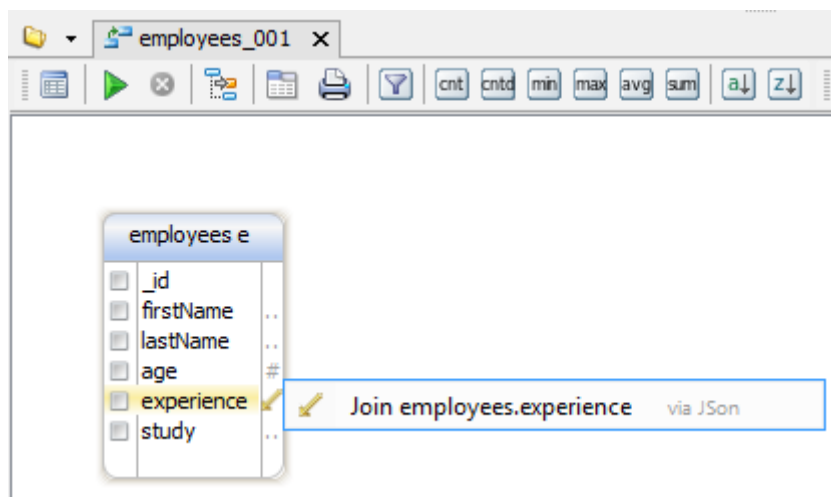 employees_001
cnt cntd min max avg sum a z
employees e
_id
firstName ..
lastName ..
age #
experience
Join employees.experience via JSon
study ..